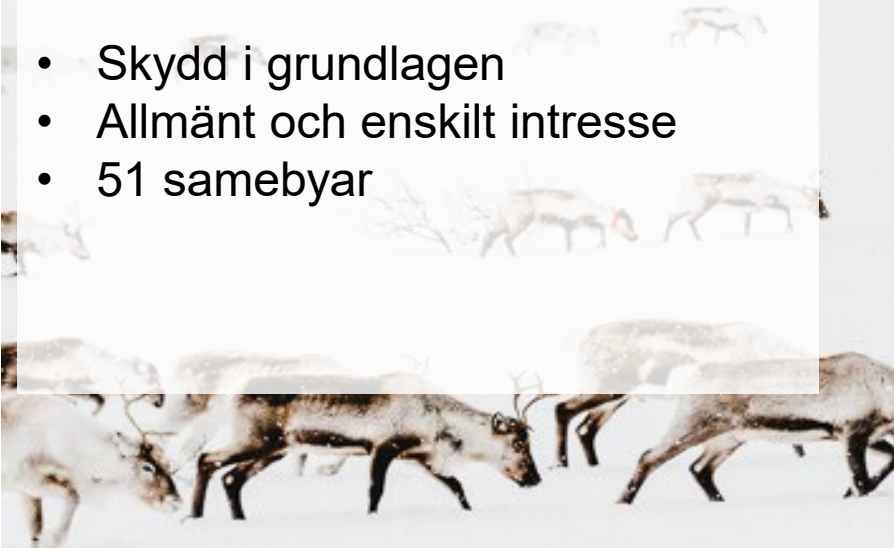 • Skydd i grundlagen
• Allmänt och enskilt intresse
• 51 samebyar